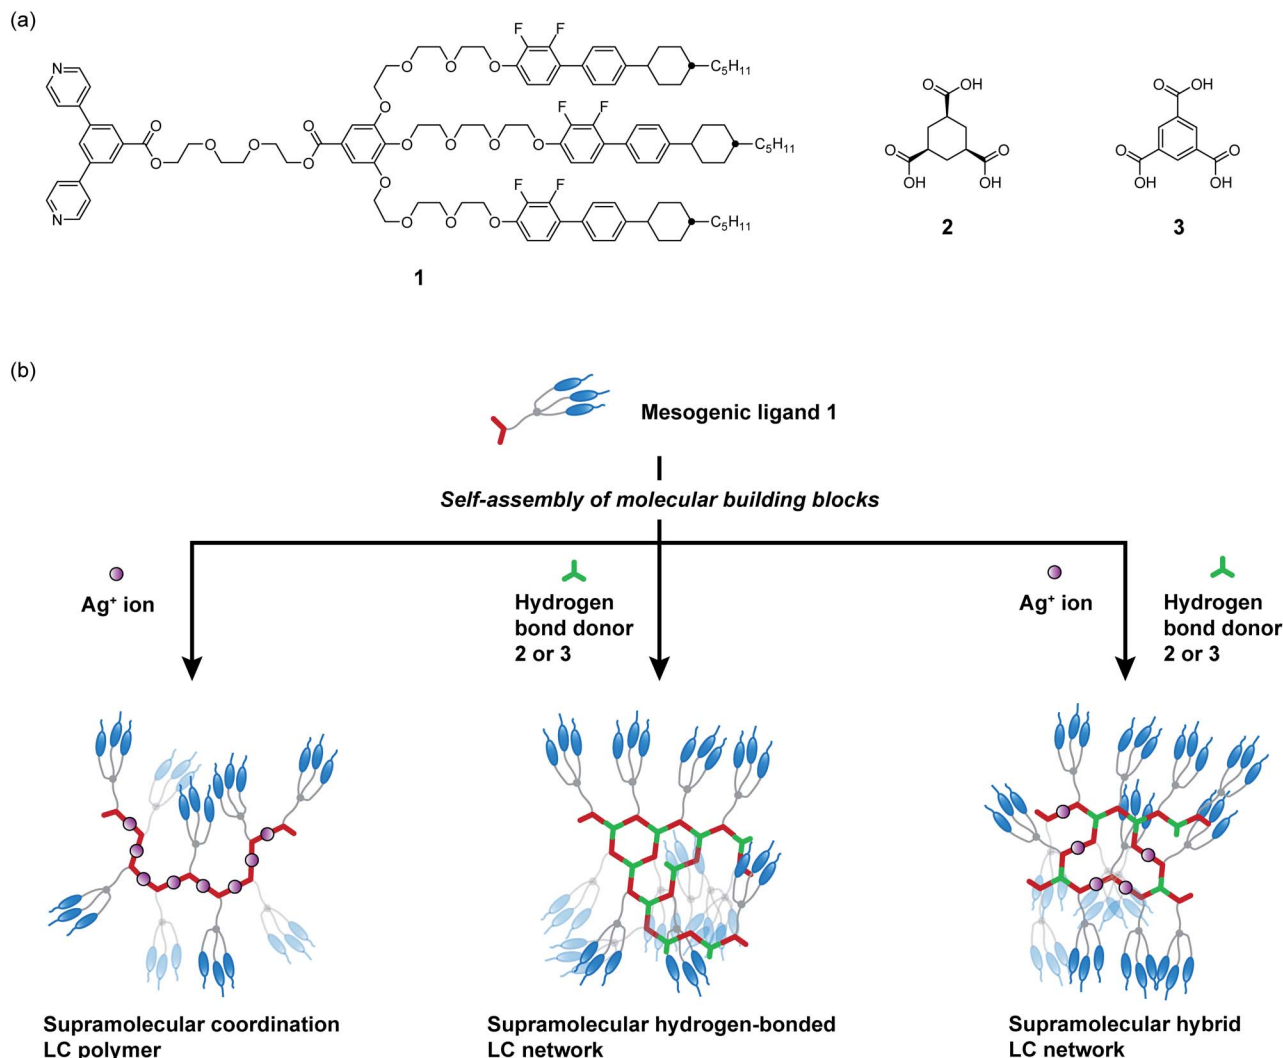 (a)
N
N
O
O
O
O
O
O
O
O
O
O
F
F
C5H11
O
O
O
O
F
F
C5H11
O
O
O
O
F
F
C5H11
1
O
OH
O
OH
O
OH
2
O
OH
O
OH
O
OH
3
(b)
Mesogenic ligand 1
Self-assembly of molecular building blocks
Ag+ ion
Hydrogen
bond donor
2 or 3
Ag+ ion
Hydrogen
bond donor
2 or 3
Supramolecular coordination
LC polymer
Supramolecular hydrogen-bonded
LC network
Supramolecular hybrid
LC network